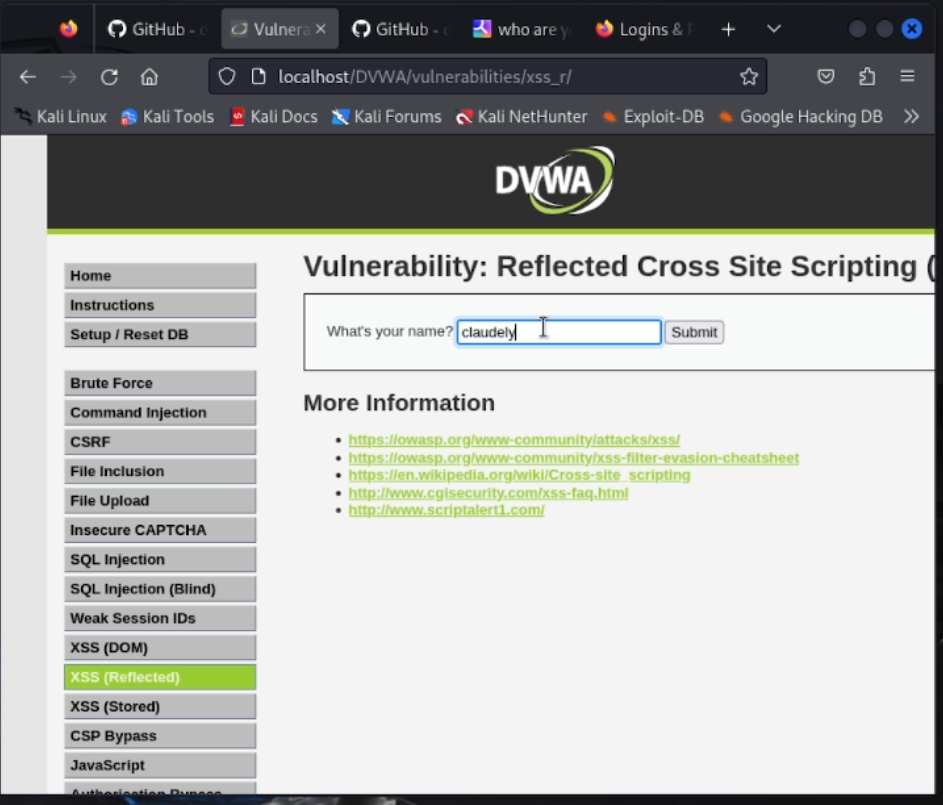 GitHub - d
Vulnera
GitHub - d
who are y
Logins & P
localhost/DVWA/vulnerabilities/xss_r/
Kali Linux Kali Tools Kali Docs Kali Forums Kali NetHunter Exploit-DB Google Hacking DB
DVWA
Vulnerability: Reflected Cross Site Scripting (
Home
Instructions
Setup / Reset DB
What's your name? claudely Submit
More Information
https://owasp.org/www-community/attacks/xss/
https://owasp.org/www-community/xss-filter-evasion-cheatsheet
https://en.wikipedia.org/wiki/Cross-site_scripting
http://www.cgisecurity.com/xss-faq.html
http://www.scriptalert1.com/
Brute Force
Command Injection
CSRF
File Inclusion
File Upload
Insecure CAPTCHA
SQL Injection
SQL Injection (Blind)
Weak Session IDs
XSS (DOM)
XSS (Reflected)
XSS (Stored)
CSP Bypass
JavaScript
Authorisation Bypass